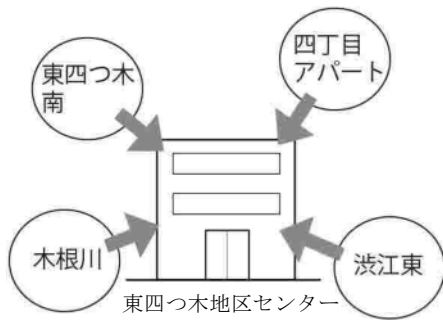 東四つ木
南
四丁目
アパート
木根川
渋江東
東四つ木地区センター